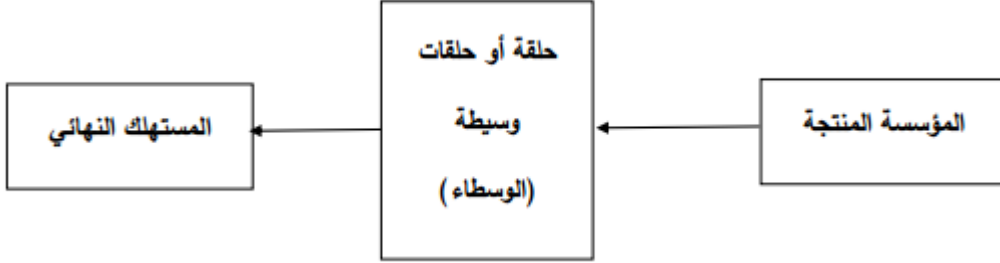 المؤسسة المنتجة
حلقة أو حلقات
وسيطة
(الوسطاء)
المستهلك النهائي